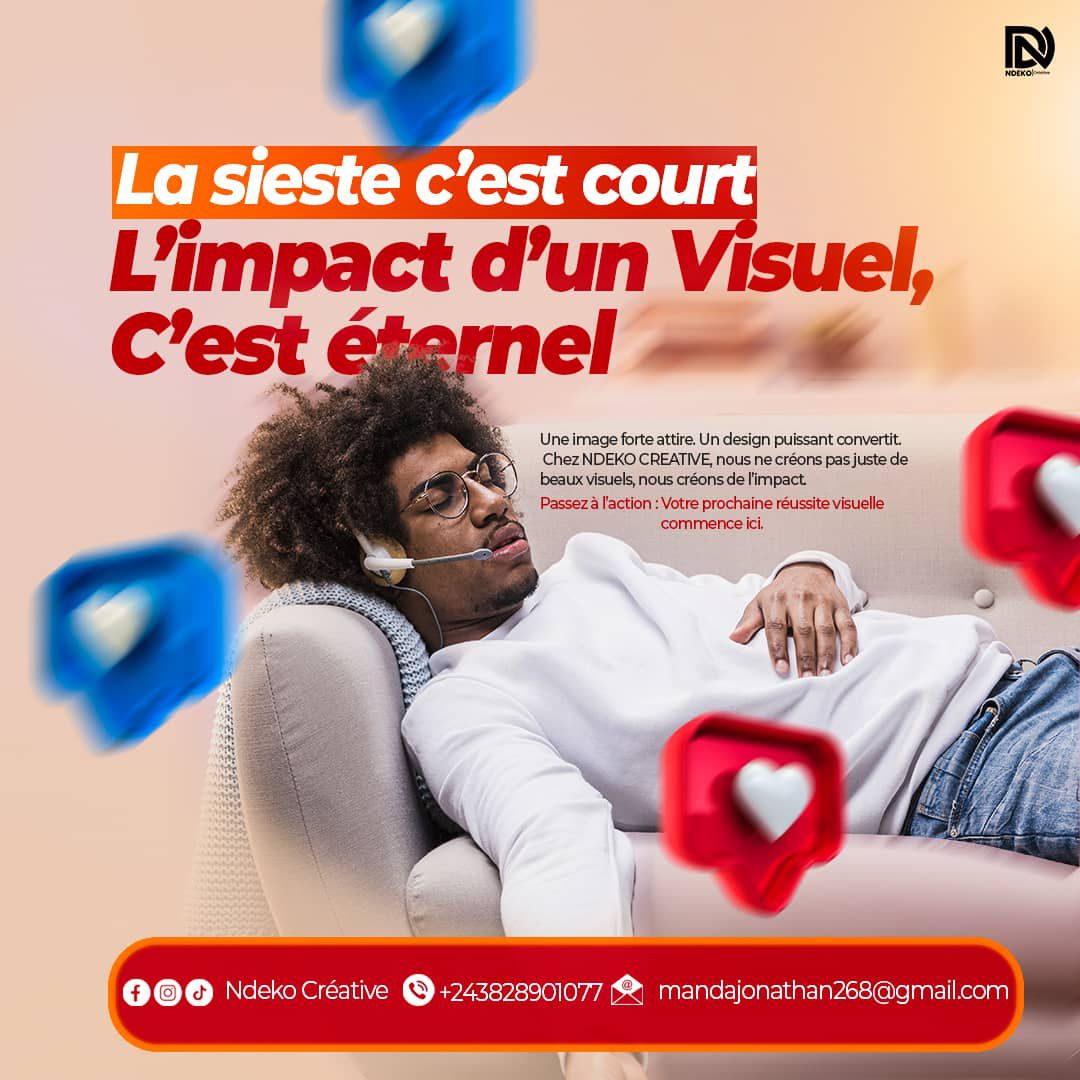 NDEKO Créative
La sieste c’est court
L’impact d’un Visuel,
C’est éternel
Une image forte attire. Un design puissant convertit.
Chez NDEKO CREATIVE, nous ne créons pas juste de
beaux visuels, nous créons de l’impact.
Passez à l’action : Votre prochaine réussite visuelle
commence ici.
Ndeko Créative +243828901077 mandajonathan268@gmail.com